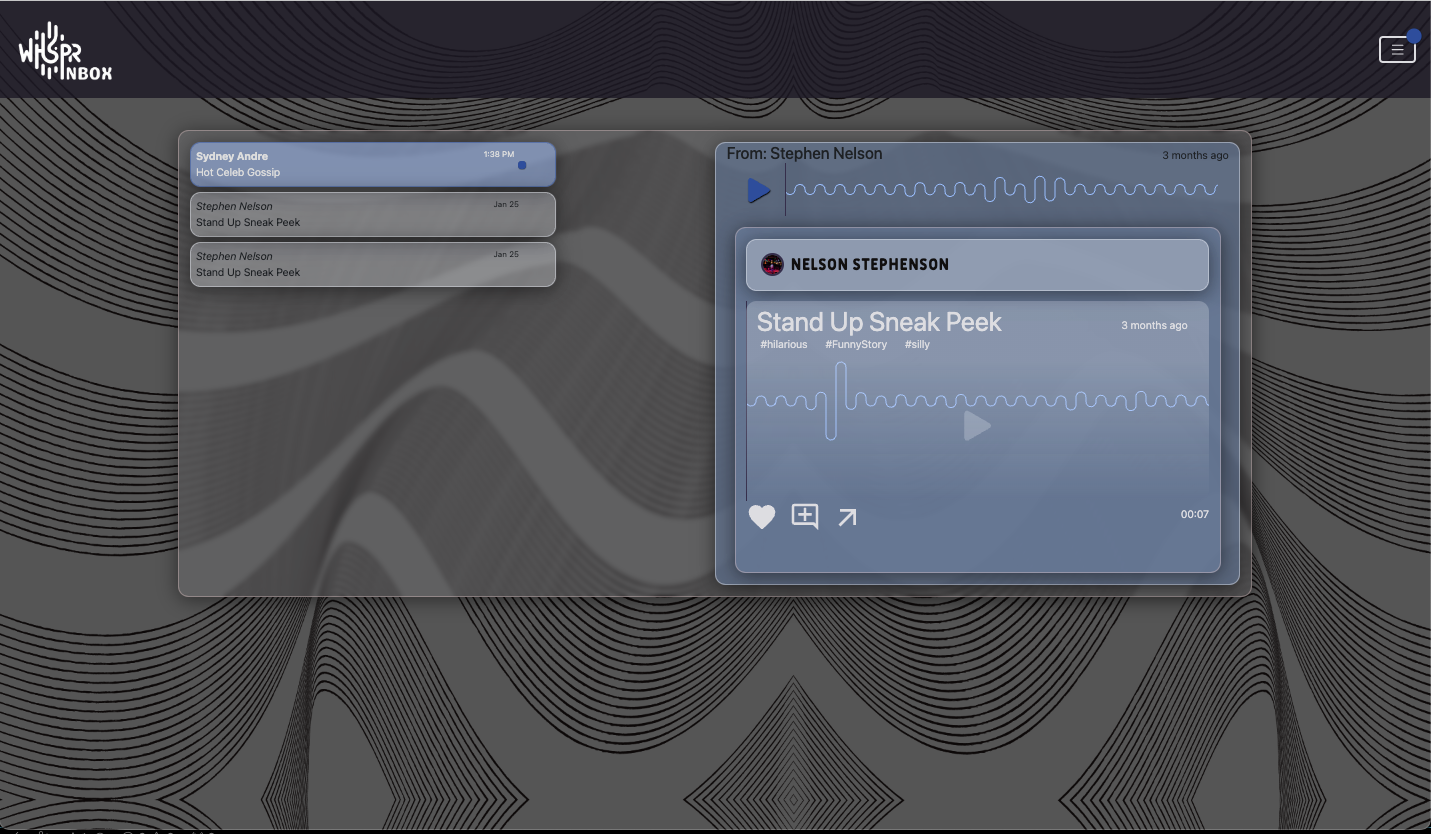 WHSPR
INBOX
Sydney Andre
1:38 PM
Hot Celeb Gossip
Stephen Nelson
Jan 25
Stand Up Sneak Peek
Stephen Nelson
Jan 25
Stand Up Sneak Peek
From: Stephen Nelson
3 months ago
NELSON STEPHENSON
Stand Up Sneak Peek
3 months ago
#hilarious #FunnyStory #silly
00:07